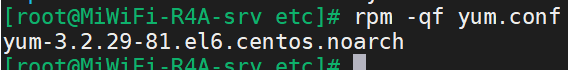 [root@MiWiFi-R4A-srv etc]# rpm -qf yum.conf
yum-3.2.29-81.el6.centos.noarch
[root@MiWiFi-R4A-srv etc]#